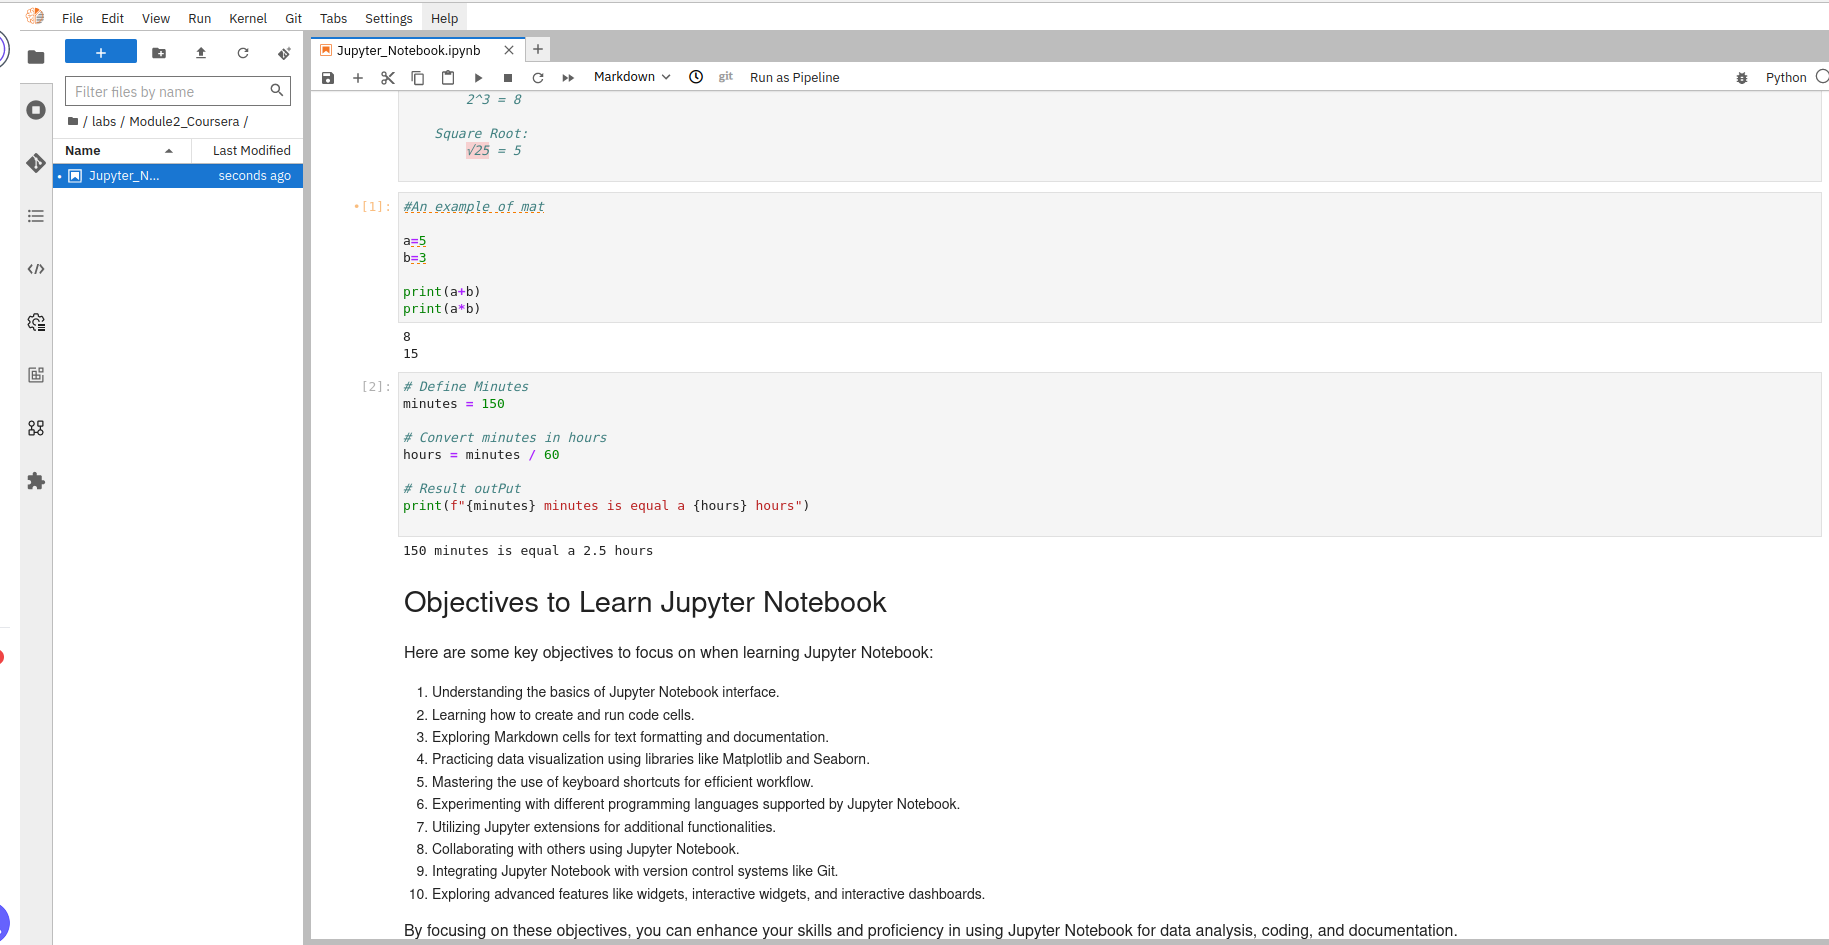 File Edit View Run Kernel Git Tabs Settings Help
+
Filter files by name
/ labs / Module2_Coursera /
Name Last Modified
Jupyter_N... seconds ago
Jupyter_Notebook.ipynb
Markdown git Run as Pipeline Python
2^3 = 8
Square Root:
√25 = 5
[1]:
#An example of mat
a=5
b=3
print(a+b)
print(a*b)
8
15
[2]:
# Define Minutes
minutes = 150
# Convert minutes in hours
hours = minutes / 60
# Result outPut
print(f"{minutes} minutes is equal a {hours} hours")
150 minutes is equal a 2.5 hours
Objectives to Learn Jupyter Notebook
Here are some key objectives to focus on when learning Jupyter Notebook:
1. Understanding the basics of Jupyter Notebook interface.
2. Learning how to create and run code cells.
3. Exploring Markdown cells for text formatting and documentation.
4. Practicing data visualization using libraries like Matplotlib and Seaborn.
5. Mastering the use of keyboard shortcuts for efficient workflow.
6. Experimenting with different programming languages supported by Jupyter Notebook.
7. Utilizing Jupyter extensions for additional functionalities.
8. Collaborating with others using Jupyter Notebook.
9. Integrating Jupyter Notebook with version control systems like Git.
10. Exploring advanced features like widgets, interactive widgets, and interactive dashboards.
By focusing on these objectives, you can enhance your skills and proficiency in using Jupyter Notebook for data analysis, coding, and documentation.